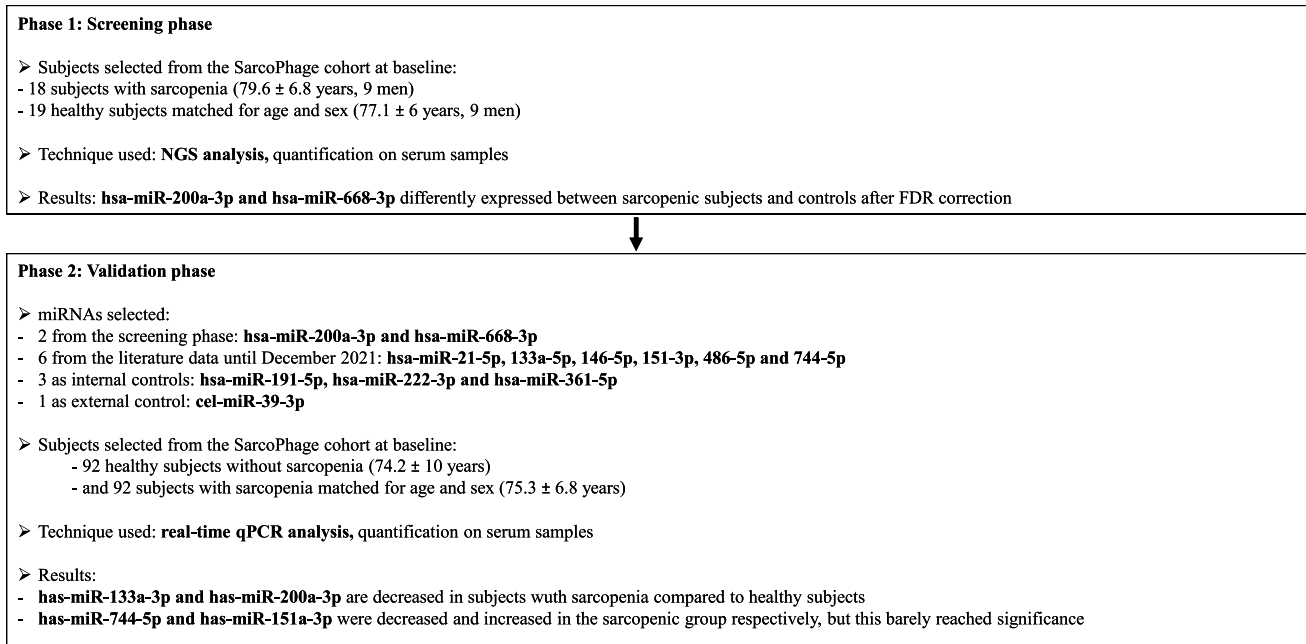 Phase 1: Screening phase
➢ Subjects selected from the SarcoPhage cohort at baseline:
- 18 subjects with sarcopenia (79.6 ± 6.8 years, 9 men)
- 19 healthy subjects matched for age and sex (77.1 ± 6 years, 9 men)
➢ Technique used: NGS analysis, quantification on serum samples
➢ Results: hsa-miR-200a-3p and hsa-miR-668-3p differently expressed between sarcopenic subjects and controls after FDR correction
Phase 2: Validation phase
➢ miRNAs selected:
- 2 from the screening phase: hsa-miR-200a-3p and hsa-miR-668-3p
- 6 from the literature data until December 2021: hsa-miR-21-5p, 133a-5p, 146-5p, 151-3p, 486-5p and 744-5p
- 3 as internal controls: hsa-miR-191-5p, hsa-miR-222-3p and hsa-miR-361-5p
- 1 as external control: cel-miR-39-3p
➢ Subjects selected from the SarcoPhage cohort at baseline:
- 92 healthy subjects without sarcopenia (74.2 ± 10 years)
- and 92 subjects with sarcopenia matched for age and sex (75.3 ± 6.8 years)
➢ Technique used: real-time qPCR analysis, quantification on serum samples
➢ Results:
- has-miR-133a-3p and has-miR-200a-3p are decreased in subjects wuth sarcopenia compared to healthy subjects
- has-miR-744-5p and has-miR-151a-3p were decreased and increased in the sarcopenic group respectively, but this barely reached significance